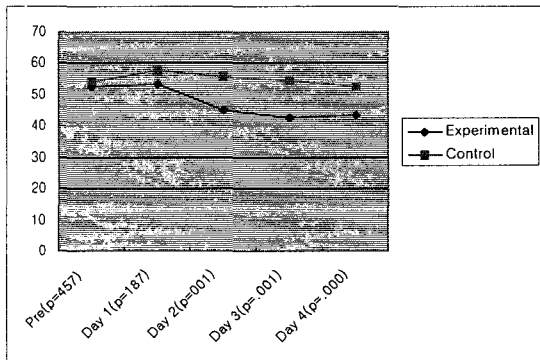 70
60
50
40
30
20
10
0
Experimental
Control
Pre(p=457)
Day 1(p=187)
Day 2(p=001)
Day 3(p=.001)
Day 4(p=.000)